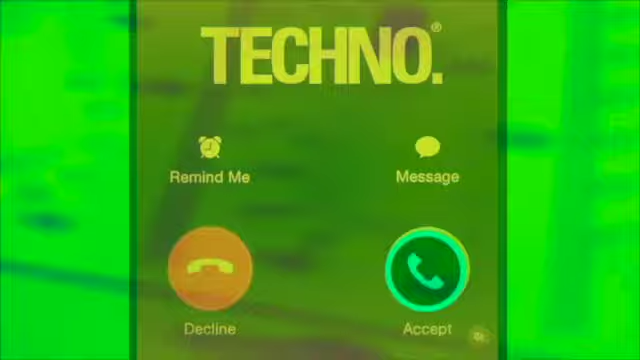 TECHNO.®
Remind Me
Message
Decline
Accept